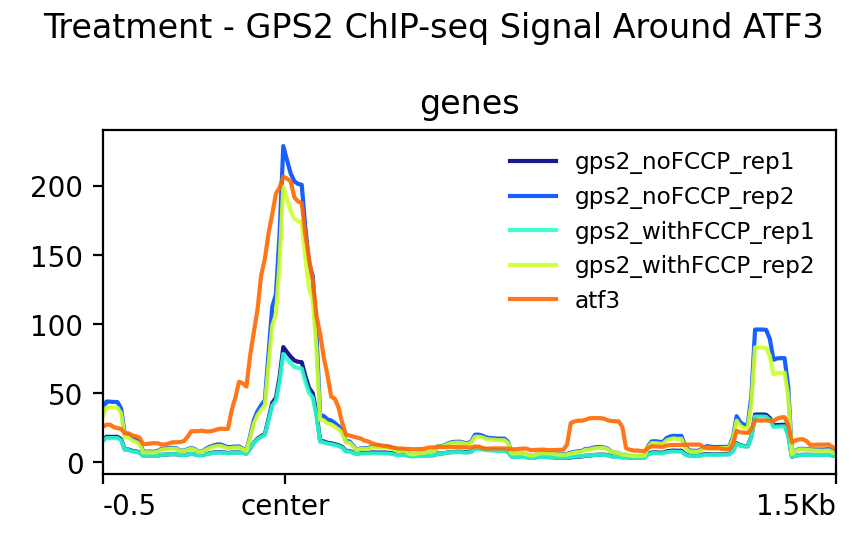 Treatment - GPS2 ChIP-seq Signal Around ATF3
genes
gps2_noFCCP_rep1
gps2_noFCCP_rep2
gps2_withFCCP_rep1
gps2_withFCCP_rep2
atf3
200
150
100
50
0
-0.5 center 1.5Kb